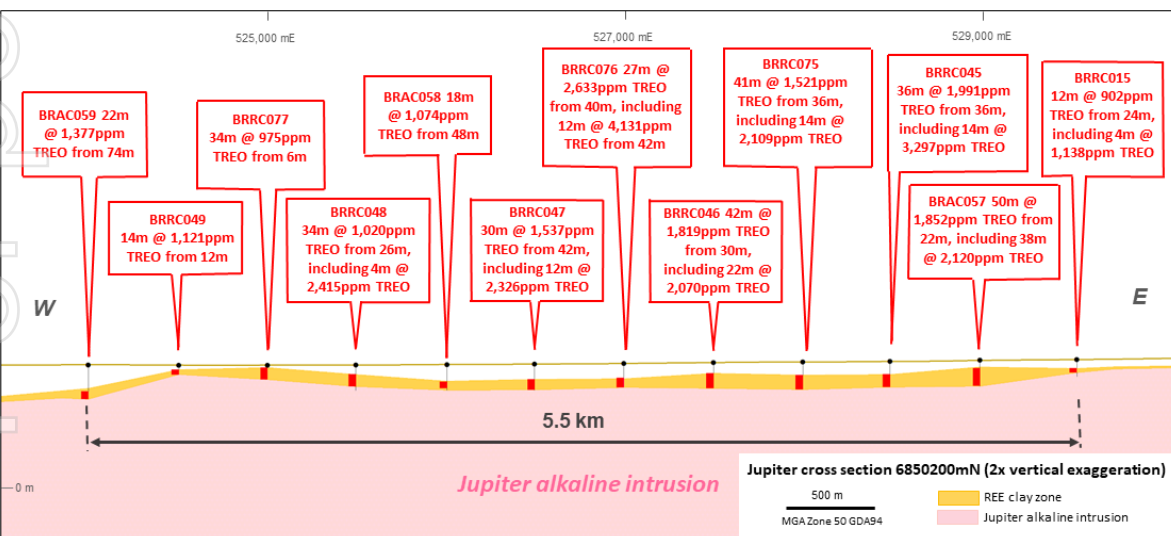 525,000 mE
527,000 mE
529,000 mE
BRAC059 22m
@ 1,377ppm
TREO from 74m
BRRC049
14m @ 1,121ppm
TREO from 12m
BRRC077
34m @ 975ppm
TREO from 6m
BRRC048
34m @ 1,020ppm
TREO from 26m,
including 4m @
2,415ppm TREO
BRAC058 18m
@ 1,074ppm
TREO from 48m
BRRC047
30m @ 1,537ppm
TREO from 42m,
including 12m @
2,326ppm TREO
BRRC076 27m @
2,633ppm TREO
from 40m, including
12m @ 4,131ppm
TREO from 42m
BRRC046 42m @
1,819ppm TREO
from 30m,
including 22m @
2,070ppm TREO
BRRC075
41m @ 1,521ppm
TREO from 36m,
including 14m @
2,109ppm TREO
BRRC045
36m @ 1,991ppm
TREO from 36m,
including 14m @
3,297ppm TREO
BRAC057 50m @
1,852ppm TREO from
22m, including 38m
@ 2,120ppm TREO
BRRC015
12m @ 902ppm
TREO from 24m,
including 4m @
1,138ppm TREO
W
E
5.5 km
0 m
Jupiter alkaline intrusion
Jupiter cross section 6850200mN (2x vertical exaggeration)
500 m
MGA Zone 50 GDA94
REE clay zone
Jupiter alkaline intrusion